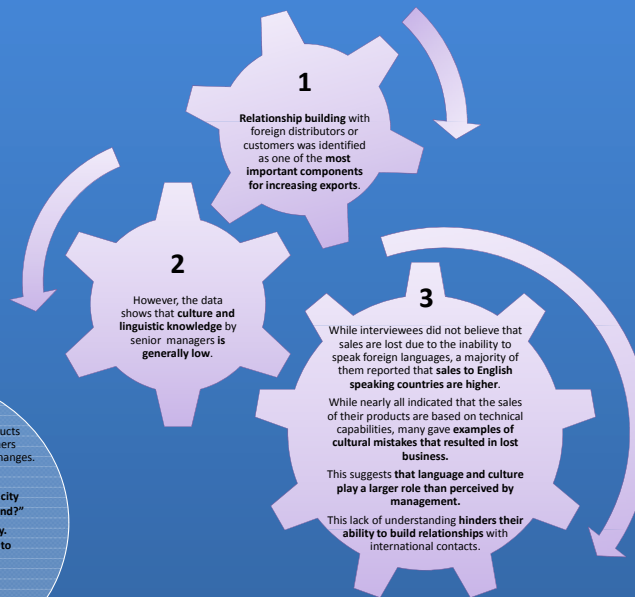 1
Relationship building with
foreign distributors or
customers was identified
as one of the most
important components
for increasing exports.
2
However, the data
shows that culture and
linguistic knowledge by
senior managers is
generally low.
3
While interviewees did not believe that
sales are lost due to the inability to
speak foreign languages, a majority of
them reported that sales to English
speaking countries are higher.
While nearly all indicated that the sales
of their products are based on technical
capabilities, many gave examples of
cultural mistakes that resulted in lost
business.
This suggests that language and culture
play a larger role than perceived by
management.
This lack of understanding hinders their
ability to build relationships with
international contacts.